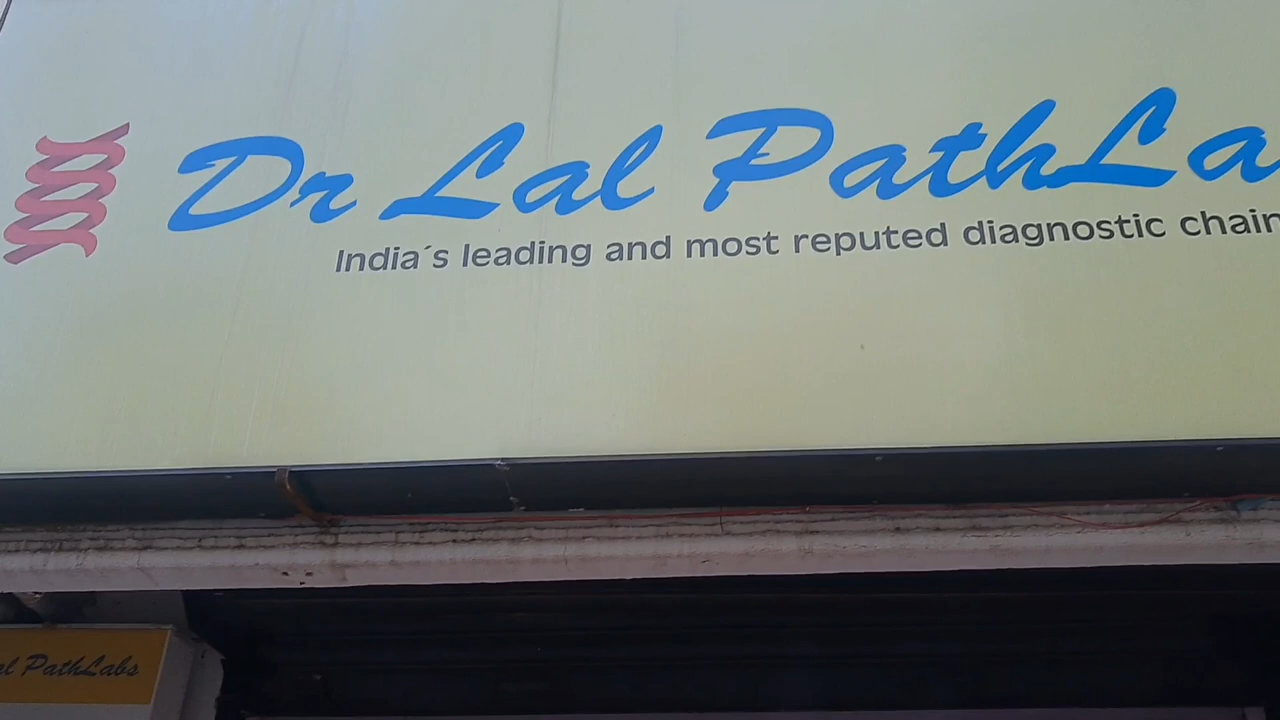 Dr Lal PathLa
India´s leading and most reputed diagnostic chain
al PathLabs